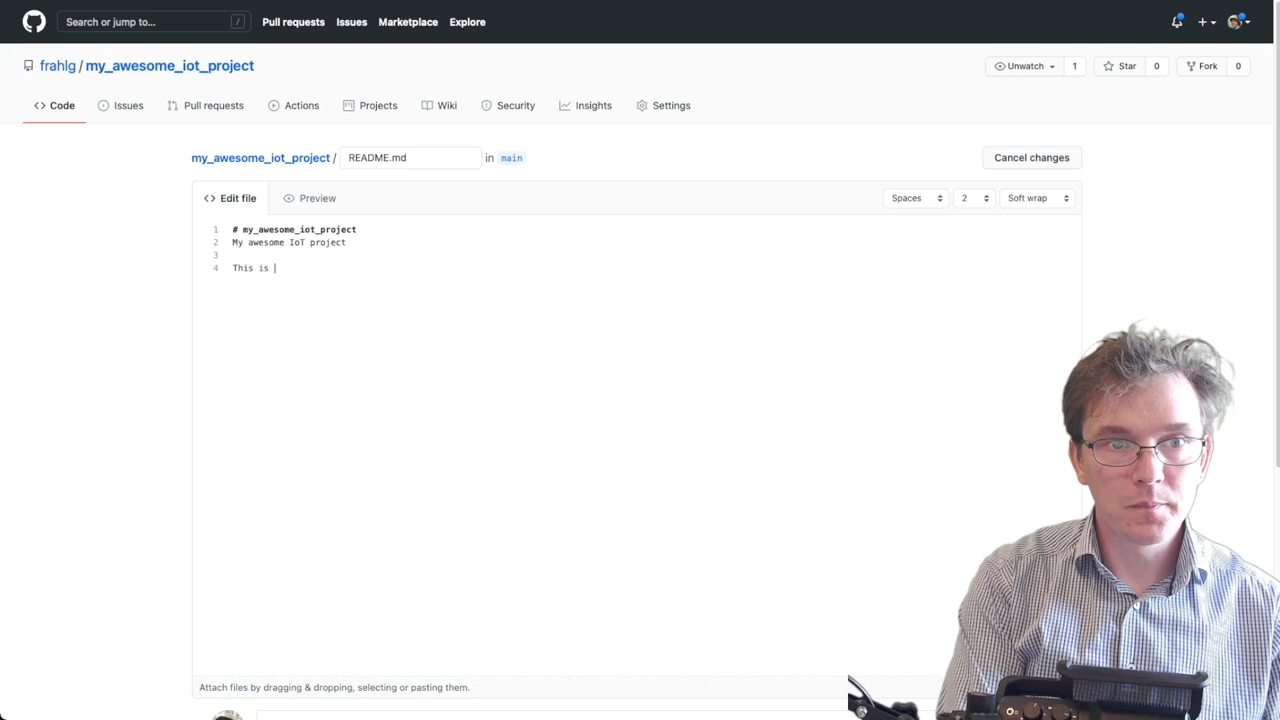 Search or jump to... /
Pull requests Issues Marketplace Explore
frahlg / my_awesome_iot_project
Unwatch 1 Star 0 Fork 0
Code Issues Pull requests Actions Projects Wiki Security Insights Settings
my_awesome_iot_project / README.md in main Cancel changes
Edit file Preview Spaces 2 Soft wrap
1 # my_awesome_iot_project
2 My awesome IoT project
3
4 This is
Attach files by dragging & dropping, selecting or pasting them.